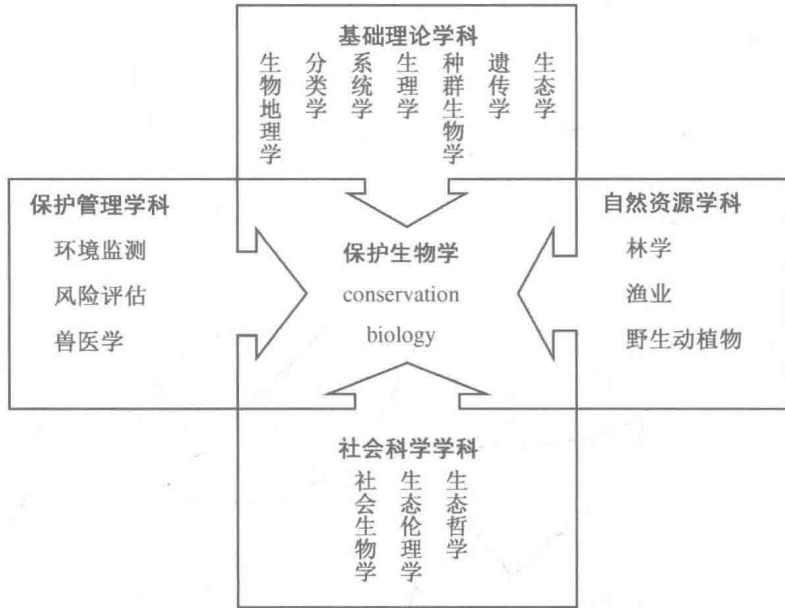 基础理论学科
生物地理学
分类学
系统学
生理学
种群生物学
遗传学
生态学
保护管理学科
环境监测
风险评估
兽医学
保护生物学
conservation
biology
自然资源学科
林学
渔业
野生动植物
社会科学学科
社会生物学
生态伦理学
生态哲学